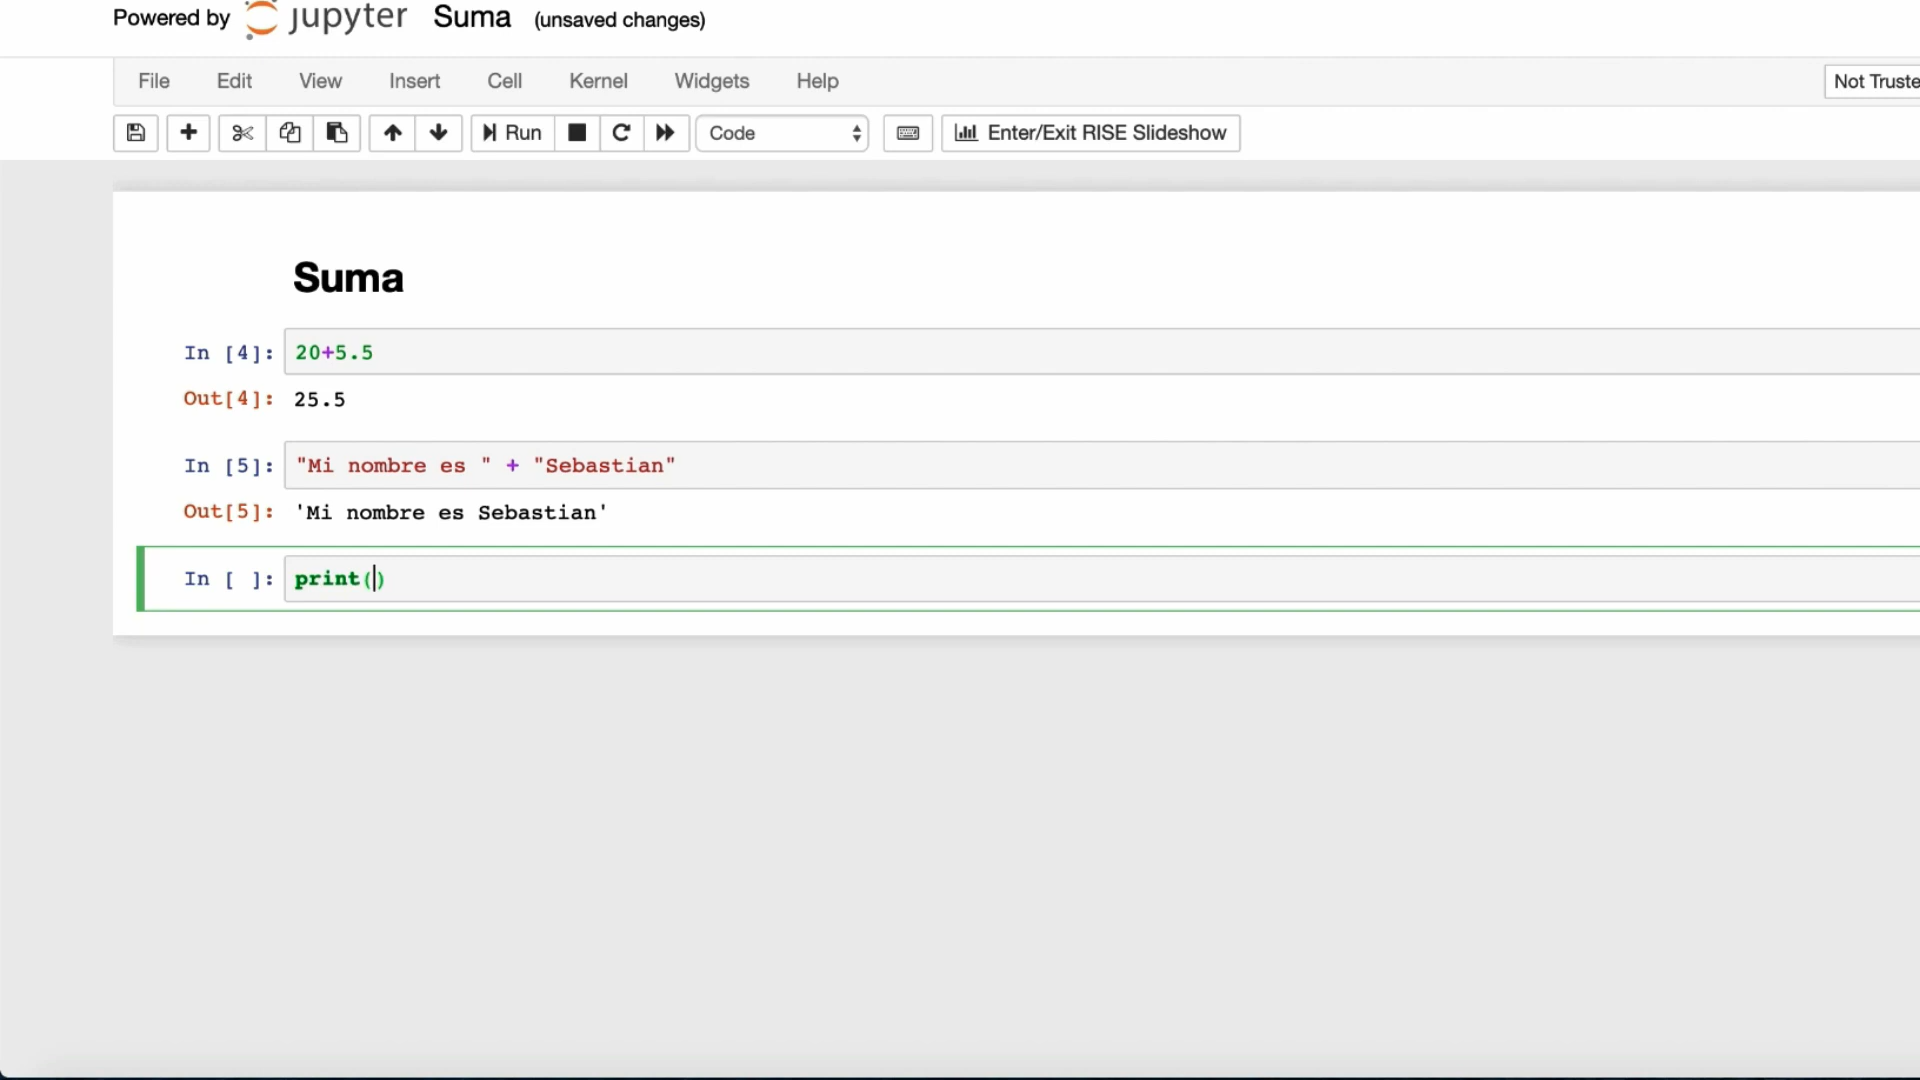 Powered by jupyter Suma (unsaved changes)
File Edit View Insert Cell Kernel Widgets Help Not Truste
Run Code Enter/Exit RISE Slideshow
Suma
In [4]: 20+5.5
Out[4]: 25.5
In [5]: "Mi nombre es " + "Sebastian"
Out[5]: 'Mi nombre es Sebastian'
In [ ]: print()